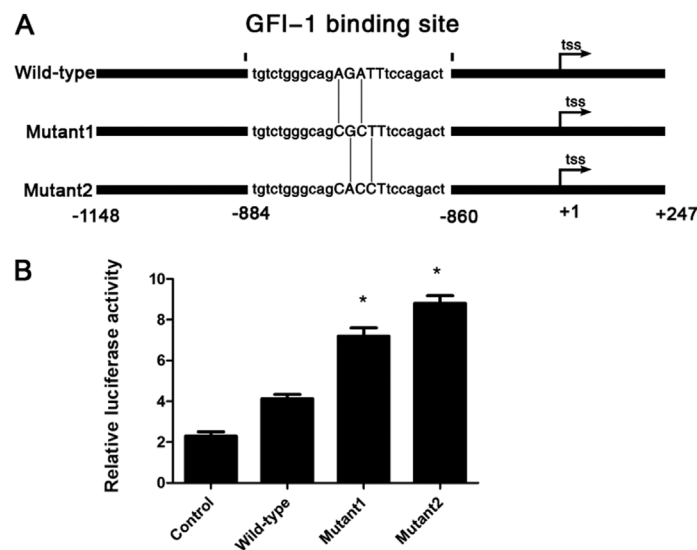 A
GFI–1 binding site
Wild-type
tgtctgggcagAGATTtccagact
tss
Mutant1
tgtctgggcagCGCTTtccagact
tss
Mutant2
tgtctgggcagCACCTtccagact
tss
-1148
-884
-860
+1
+247
B
Relative luciferase activity
10
8
6
4
2
0
*
*
Control
Wild-type
Mutant1
Mutant2